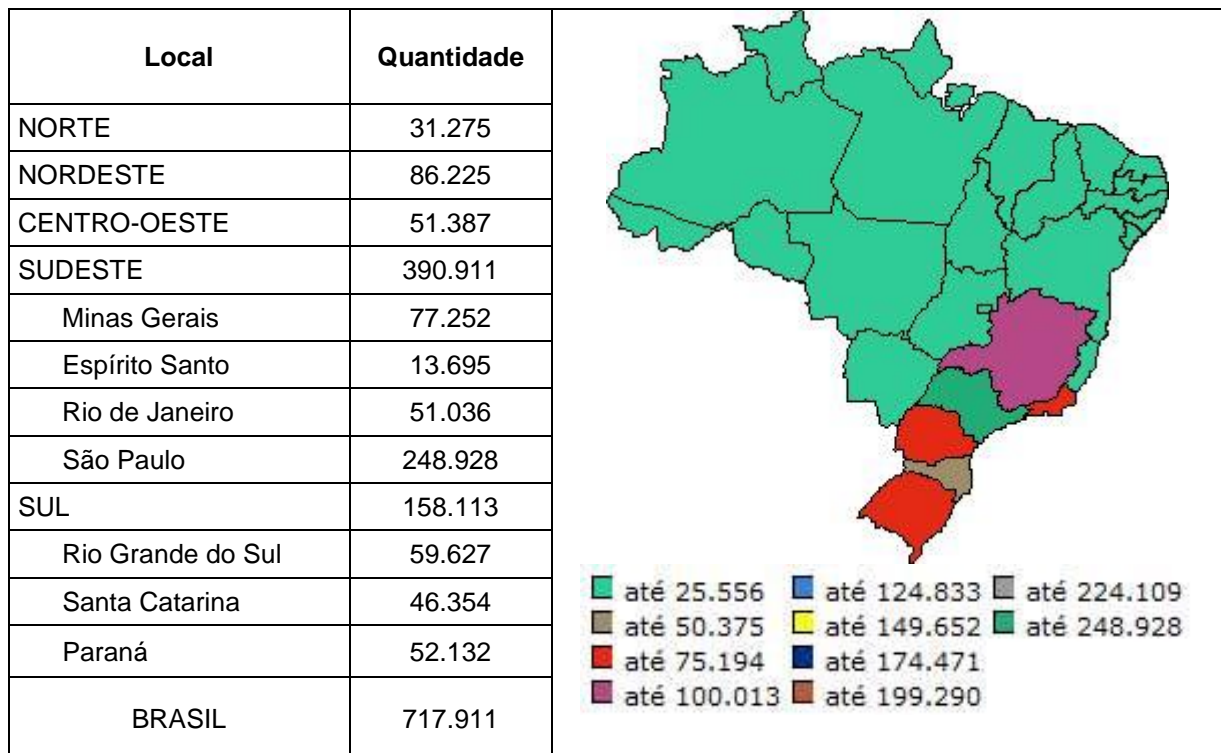 Local Quantidade
NORTE 31.275
NORDESTE 86.225
CENTRO-OESTE 51.387
SUDESTE 390.911
Minas Gerais 77.252
Espírito Santo 13.695
Rio de Janeiro 51.036
São Paulo 248.928
SUL 158.113
Rio Grande do Sul 59.627
Santa Catarina 46.354
Paraná 52.132
BRASIL 717.911
até 25.556 até 124.833 até 224.109
até 50.375 até 149.652 até 248.928
até 75.194 até 174.471
até 100.013 até 199.290